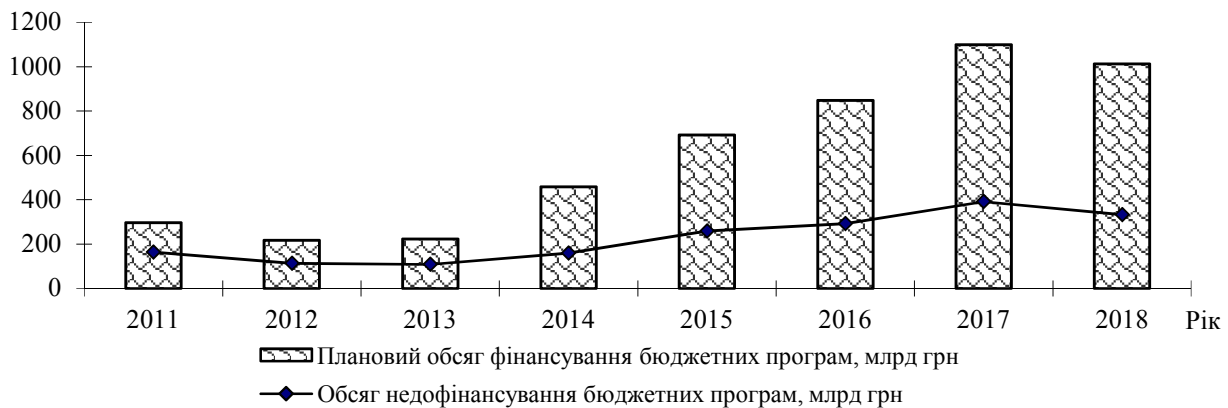 1200
1000
800
600
400
200
0
2011 2012 2013 2014 2015 2016 2017 2018 Рік
Плановий обсяг фінансування бюджетних програм, млрд грн
Обсяг недофінансування бюджетних програм, млрд грн